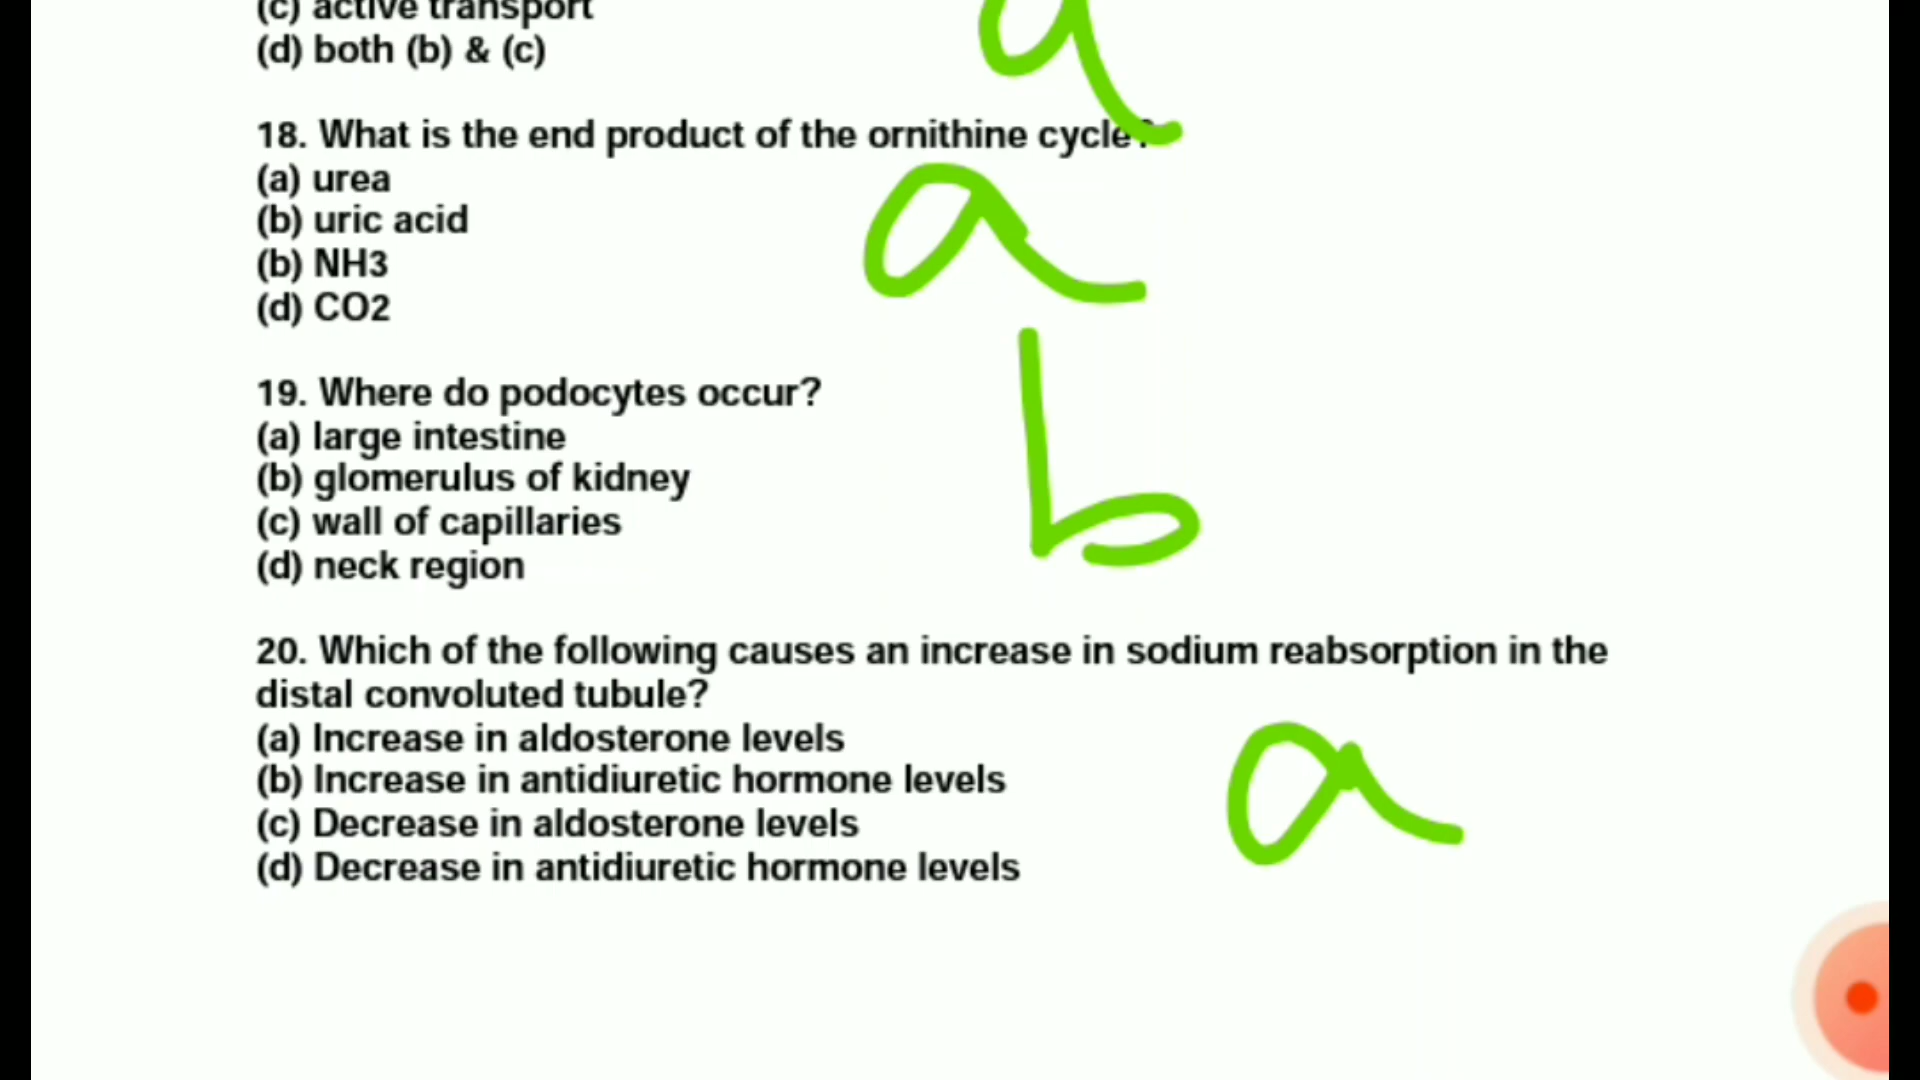 (c) active transport
(d) both (b) & (c)
a
18. What is the end product of the ornithine cycle?
(a) urea
(b) uric acid
(b) NH3
(d) CO2
a
19. Where do podocytes occur?
(a) large intestine
(b) glomerulus of kidney
(c) wall of capillaries
(d) neck region
b
20. Which of the following causes an increase in sodium reabsorption in the
distal convoluted tubule?
(a) Increase in aldosterone levels
(b) Increase in antidiuretic hormone levels
(c) Decrease in aldosterone levels
(d) Decrease in antidiuretic hormone levels
a